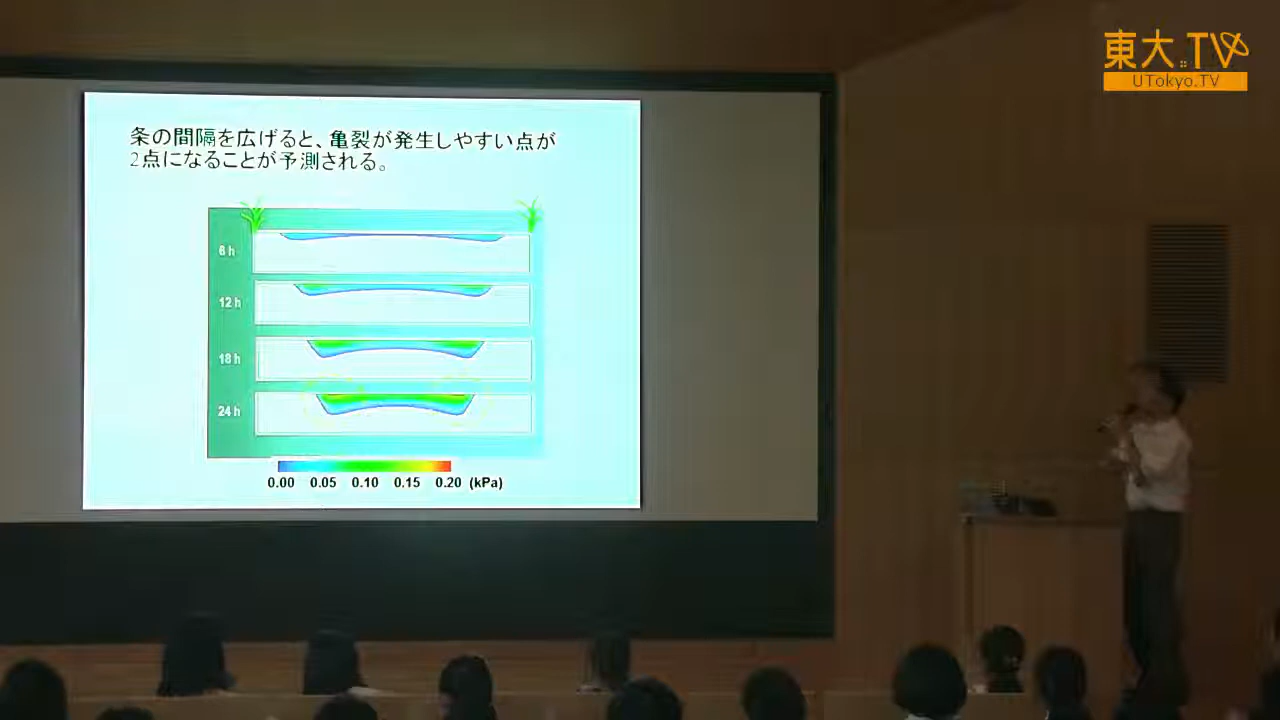 東大.TV
UTokyo.TV
条の間隔を広げると、亀裂が発生しやすい点が
2点になることが予測される。
6 h
12 h
18 h
24 h
0.00 0.05 0.10 0.15 0.20 (kPa)